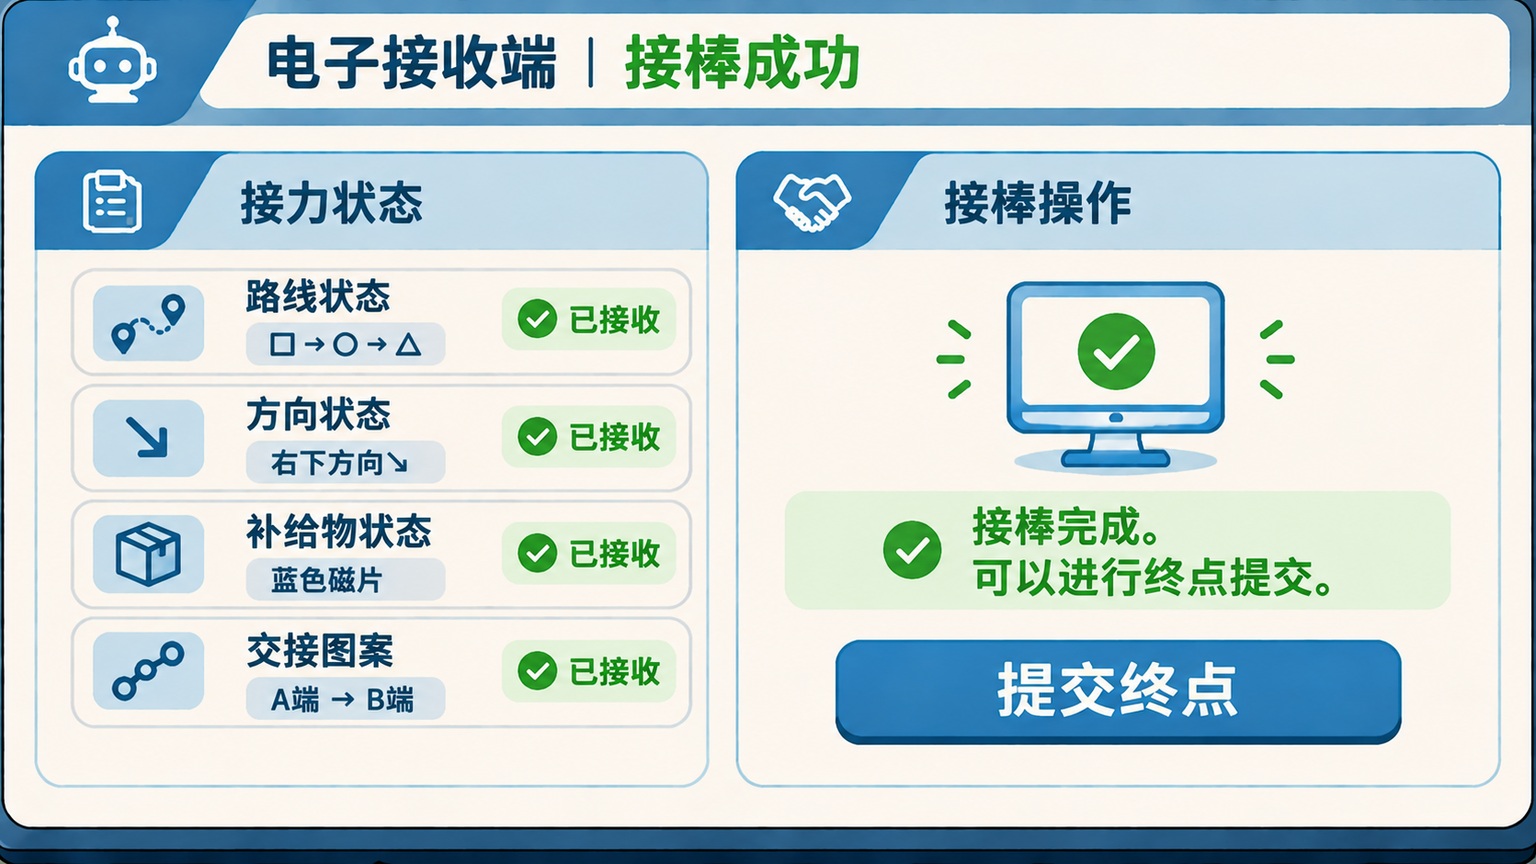 电子接收端 | 接棒成功
接力状态
路线状态
□→○→△
已接收
方向状态
右下方向↘
已接收
补给物状态
蓝色磁片
已接收
交接图案
A端 → B端
已接收
接棒操作
接棒完成。
可以进行终点提交。
提交终点